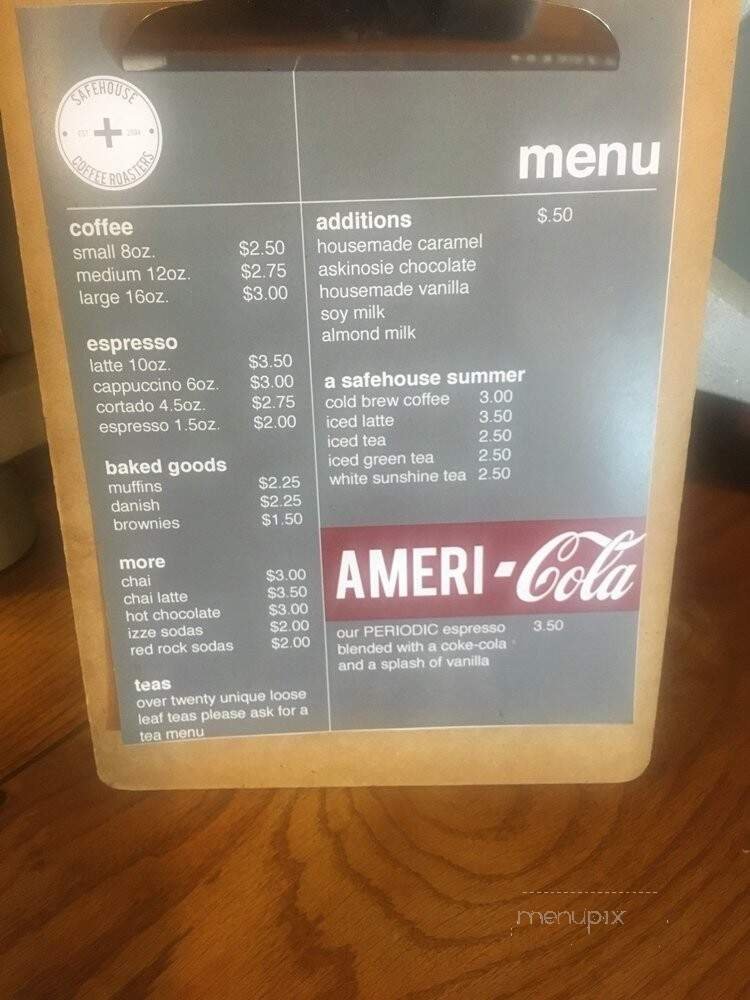 SAFEHOUSE
EST 2004
COFFEE ROASTERS
menu
coffee
small 8oz. $2.50
medium 12oz. $2.75
large 16oz. $3.00
espresso
latte 10oz. $3.50
cappuccino 6oz. $3.00
cortado 4.5oz. $2.75
espresso 1.5oz. $2.00
baked goods
muffins $2.25
danish $2.25
brownies $1.50
more
chai $3.00
chai latte $3.50
hot chocolate $3.00
izze sodas $2.00
red rock sodas $2.00
teas
over twenty unique loose
leaf teas please ask for a
tea menu
additions $.50
housemade caramel
askinosie chocolate
housemade vanilla
soy milk
almond milk
a safehouse summer
cold brew coffee 3.00
iced latte 3.50
iced tea 2.50
iced green tea 2.50
white sunshine tea 2.50
AMERI-Cola
our PERIODIC espresso 3.50
blended with a coke-cola
and a splash of vanilla
menupix